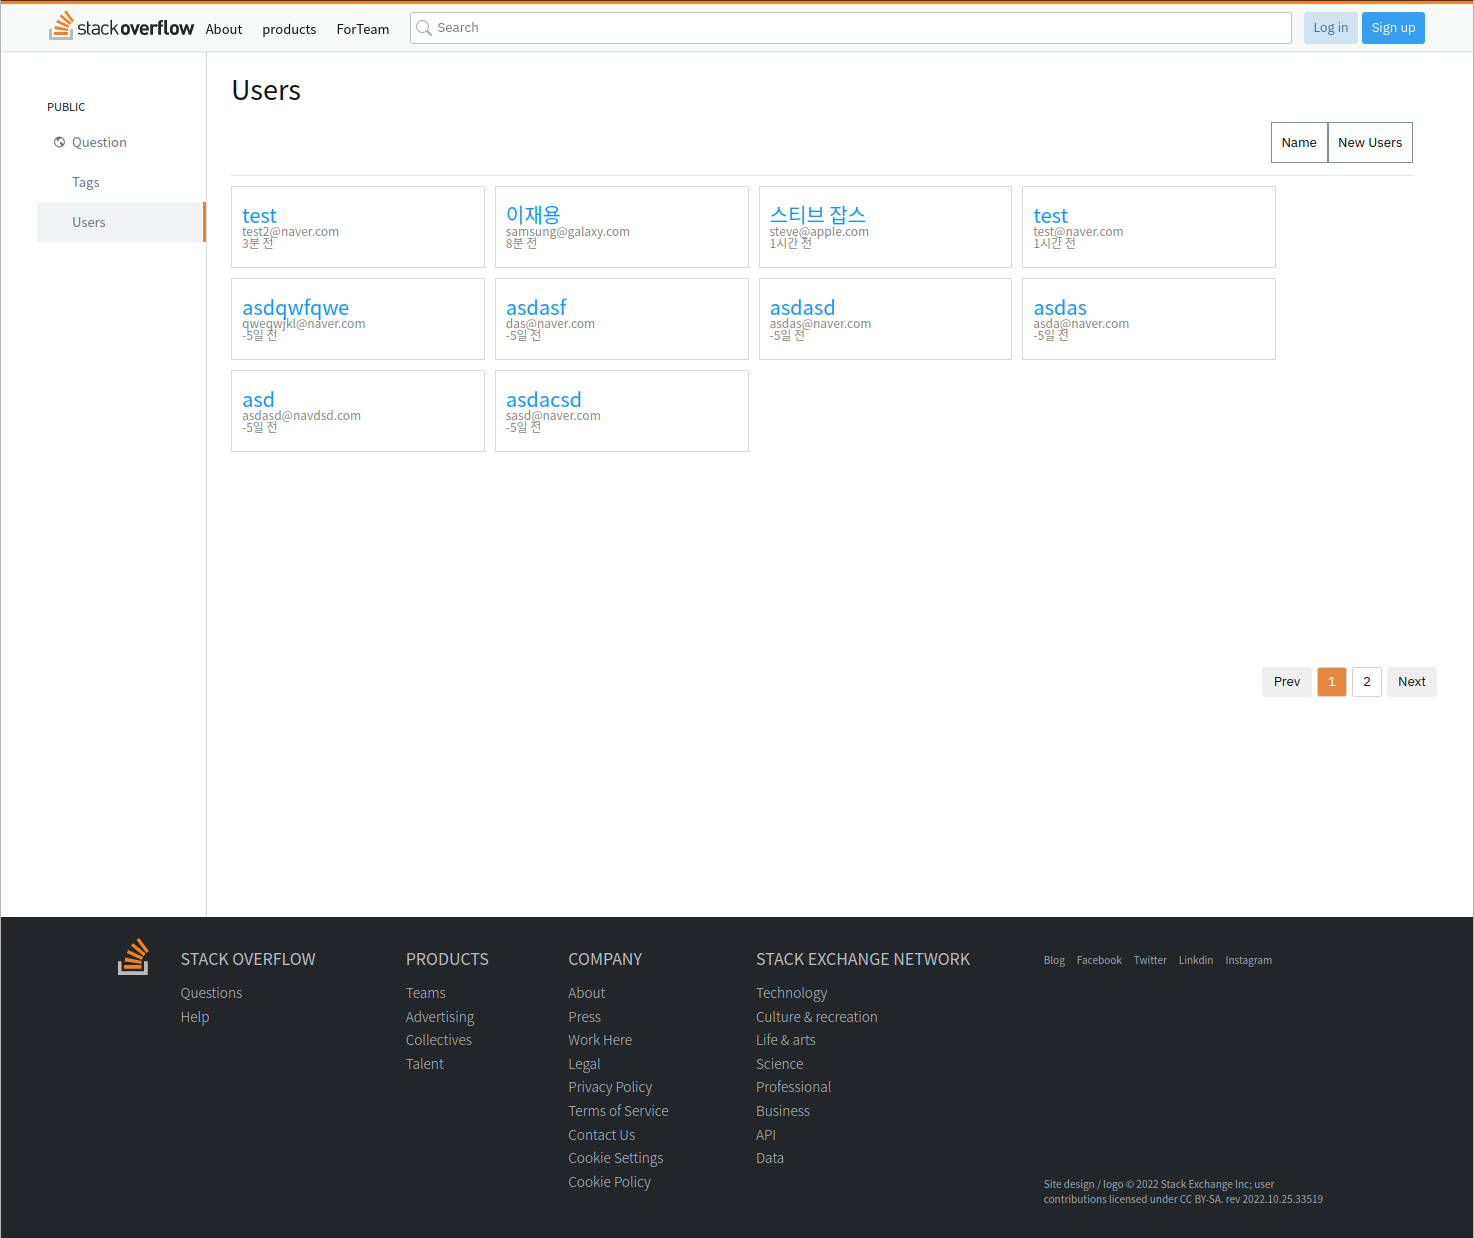 stackoverflow About products ForTeam Search Log in Sign up
Users
PUBLIC
Question
Tags
Users
Name New Users
test
test2@naver.com
3분 전
이재용
samsung@galaxy.com
8분 전
스티브 잡스
steve@apple.com
1시간 전
test
test@naver.com
1시간 전
asdqwfqwe
qweqwjkl@naver.com
-5일 전
asdasf
das@naver.com
-5일 전
asdasd
asdas@naver.com
-5일 전
asdas
asda@naver.com
-5일 전
asd
asdasd@navdsd.com
-5일 전
asdacsd
sasd@naver.com
-5일 전
Prev 1 2 Next
STACK OVERFLOW
Questions
Help
PRODUCTS
Teams
Advertising
Collectives
Talent
COMPANY
About
Press
Work Here
Legal
Privacy Policy
Terms of Service
Contact Us
Cookie Settings
Cookie Policy
STACK EXCHANGE NETWORK
Technology
Culture & recreation
Life & arts
Science
Professional
Business
API
Data
Blog Facebook Twitter Linkdin Instagram
Site design / logo © 2022 Stack Exchange Inc; user
contributions licensed under CC BY-SA. rev 2022.10.25.33519